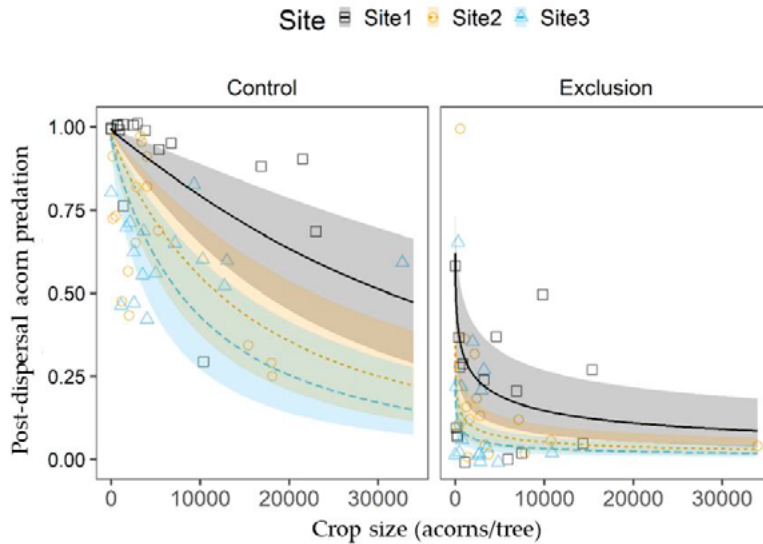 Site Site1 Site2 Site3
Control Exclusion
Post-dispersal acorn predation
1.00
0.75
0.50
0.25
0.00
0 10000 20000 30000 0 10000 20000 30000
Crop size (acorns/tree)